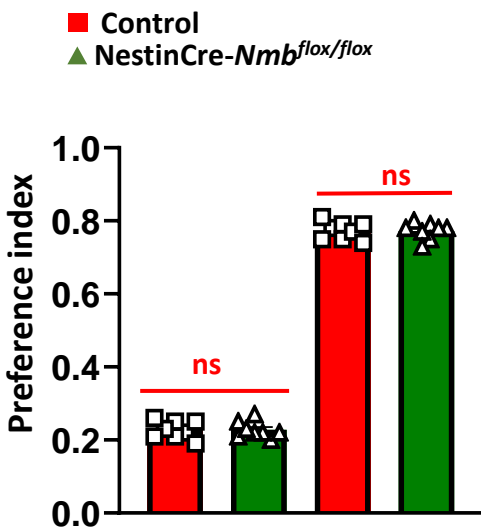 Control
NestinCre-Nmbflox/flox
Preference index
1.0
0.8
0.6
0.4
0.2
0.0
ns
ns